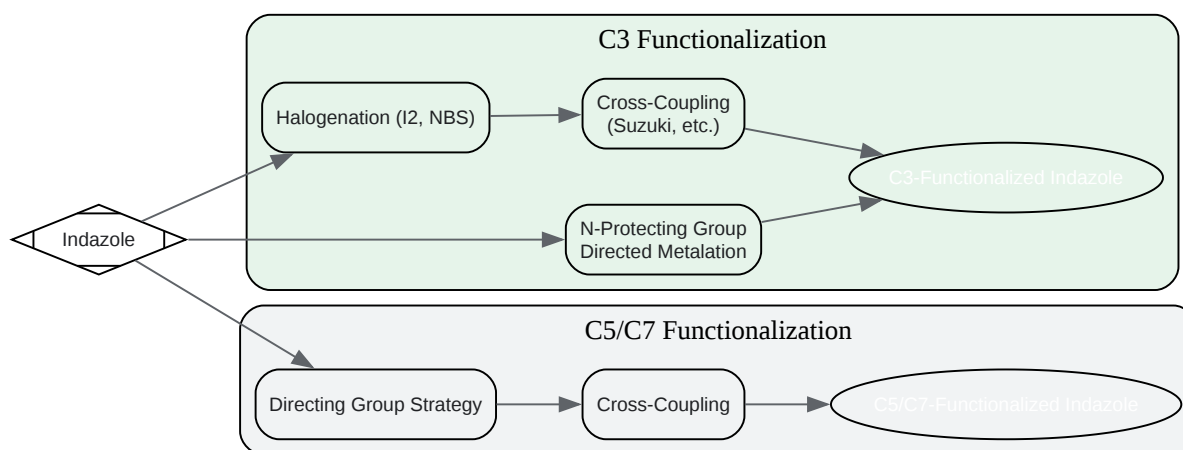 C3 Functionalization
Halogenation (I2, NBS)
Cross-Coupling
(Suzuki, etc.)
C3-Functionalized Indazole
Indazole
N-Protecting Group
Directed Metalation
C5/C7 Functionalization
Directing Group Strategy
Cross-Coupling
C5/C7-Functionalized Indazole